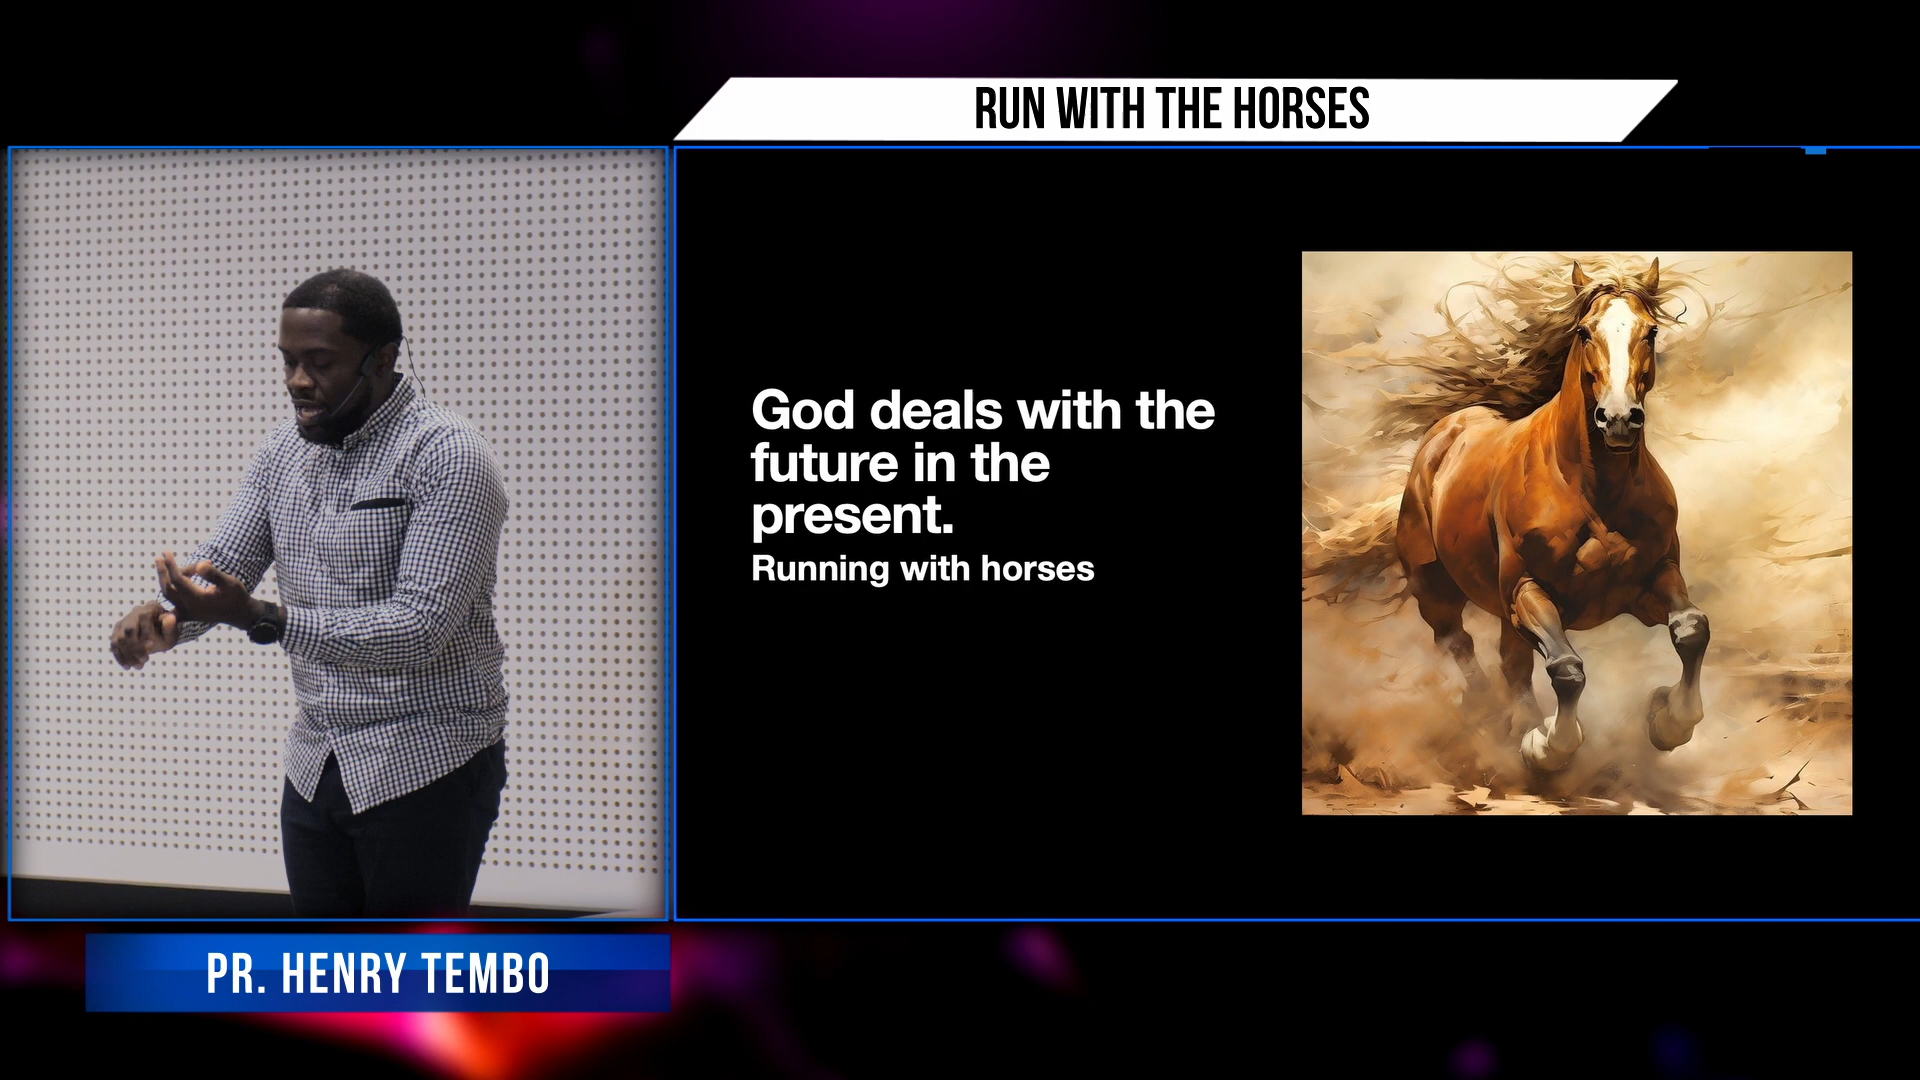 RUN WITH THE HORSES
God deals with the
future in the
present.
Running with horses
PR. HENRY TEMBO